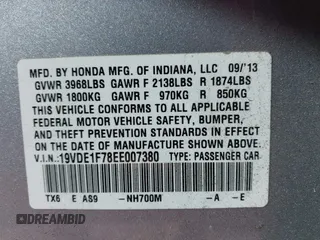 MFD. BY HONDA MFG. OF INDIANA, LLC 09/'13
GVWR 3968LBS GAWR F 2138LBS R 1874LBS
GVWR 1800KG GAWR F 970KG R 850KG
THIS VEHICLE CONFORMS TO ALL APPLICABLE
FEDERAL MOTOR VEHICLE SAFETY, BUMPER,
AND THEFT PREVENTION STANDARDS IN EFFECT
ON THE DATE OF MANUFACTURE SHOWN ABOVE.
V.I.N.:19VDE1F78EE007380 TYPE: PASSENGER CAR
TX6 E AS9 -NH700M -A -E
DREAMBID